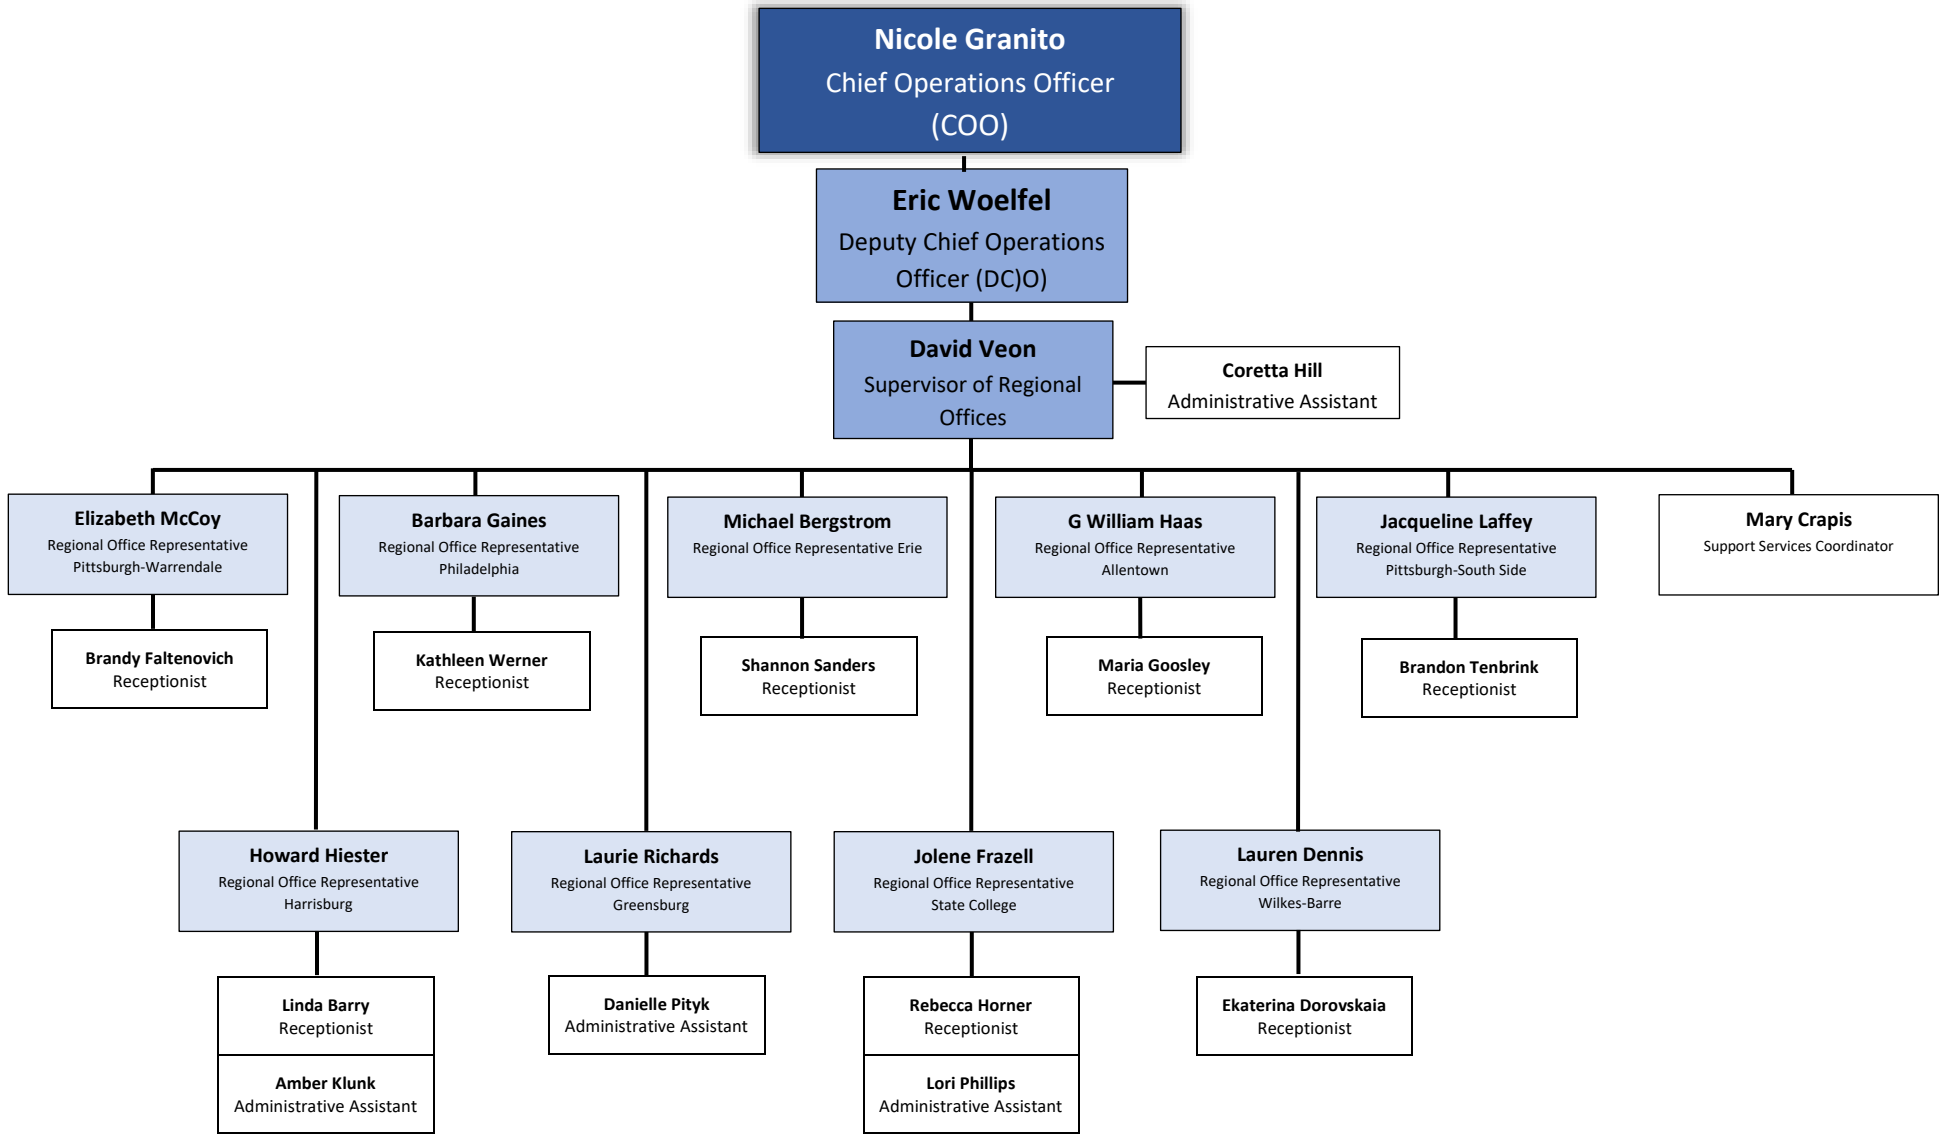 Nicole Granito
Chief Operations Officer
(COO)
Eric Woelfel
Deputy Chief Operations
Officer (DC)O)
David Veon
Supervisor of Regional
Offices
Coretta Hill
Administrative Assistant
Elizabeth McCoy
Regional Office Representative
Pittsburgh-Warrendale
Barbara Gaines
Regional Office Representative
Philadelphia
Michael Bergstrom
Regional Office Representative Erie
G William Haas
Regional Office Representative
Allentown
Jacqueline Laffey
Regional Office Representative
Pittsburgh-South Side
Mary Crapis
Support Services Coordinator
Brandy Faltenovich
Receptionist
Kathleen Werner
Receptionist
Shannon Sanders
Receptionist
Maria Goosley
Receptionist
Brandon Tenbrink
Receptionist
Howard Hiester
Regional Office Representative
Harrisburg
Laurie Richards
Regional Office Representative
Greensburg
Jolene Frazell
Regional Office Representative
State College
Lauren Dennis
Regional Office Representative
Wilkes-Barre
Linda Barry
Receptionist
Amber Klunk
Administrative Assistant
Danielle Pityk
Administrative Assistant
Rebecca Horner
Receptionist
Lori Phillips
Administrative Assistant
Ekaterina Dorovskaia
Receptionist